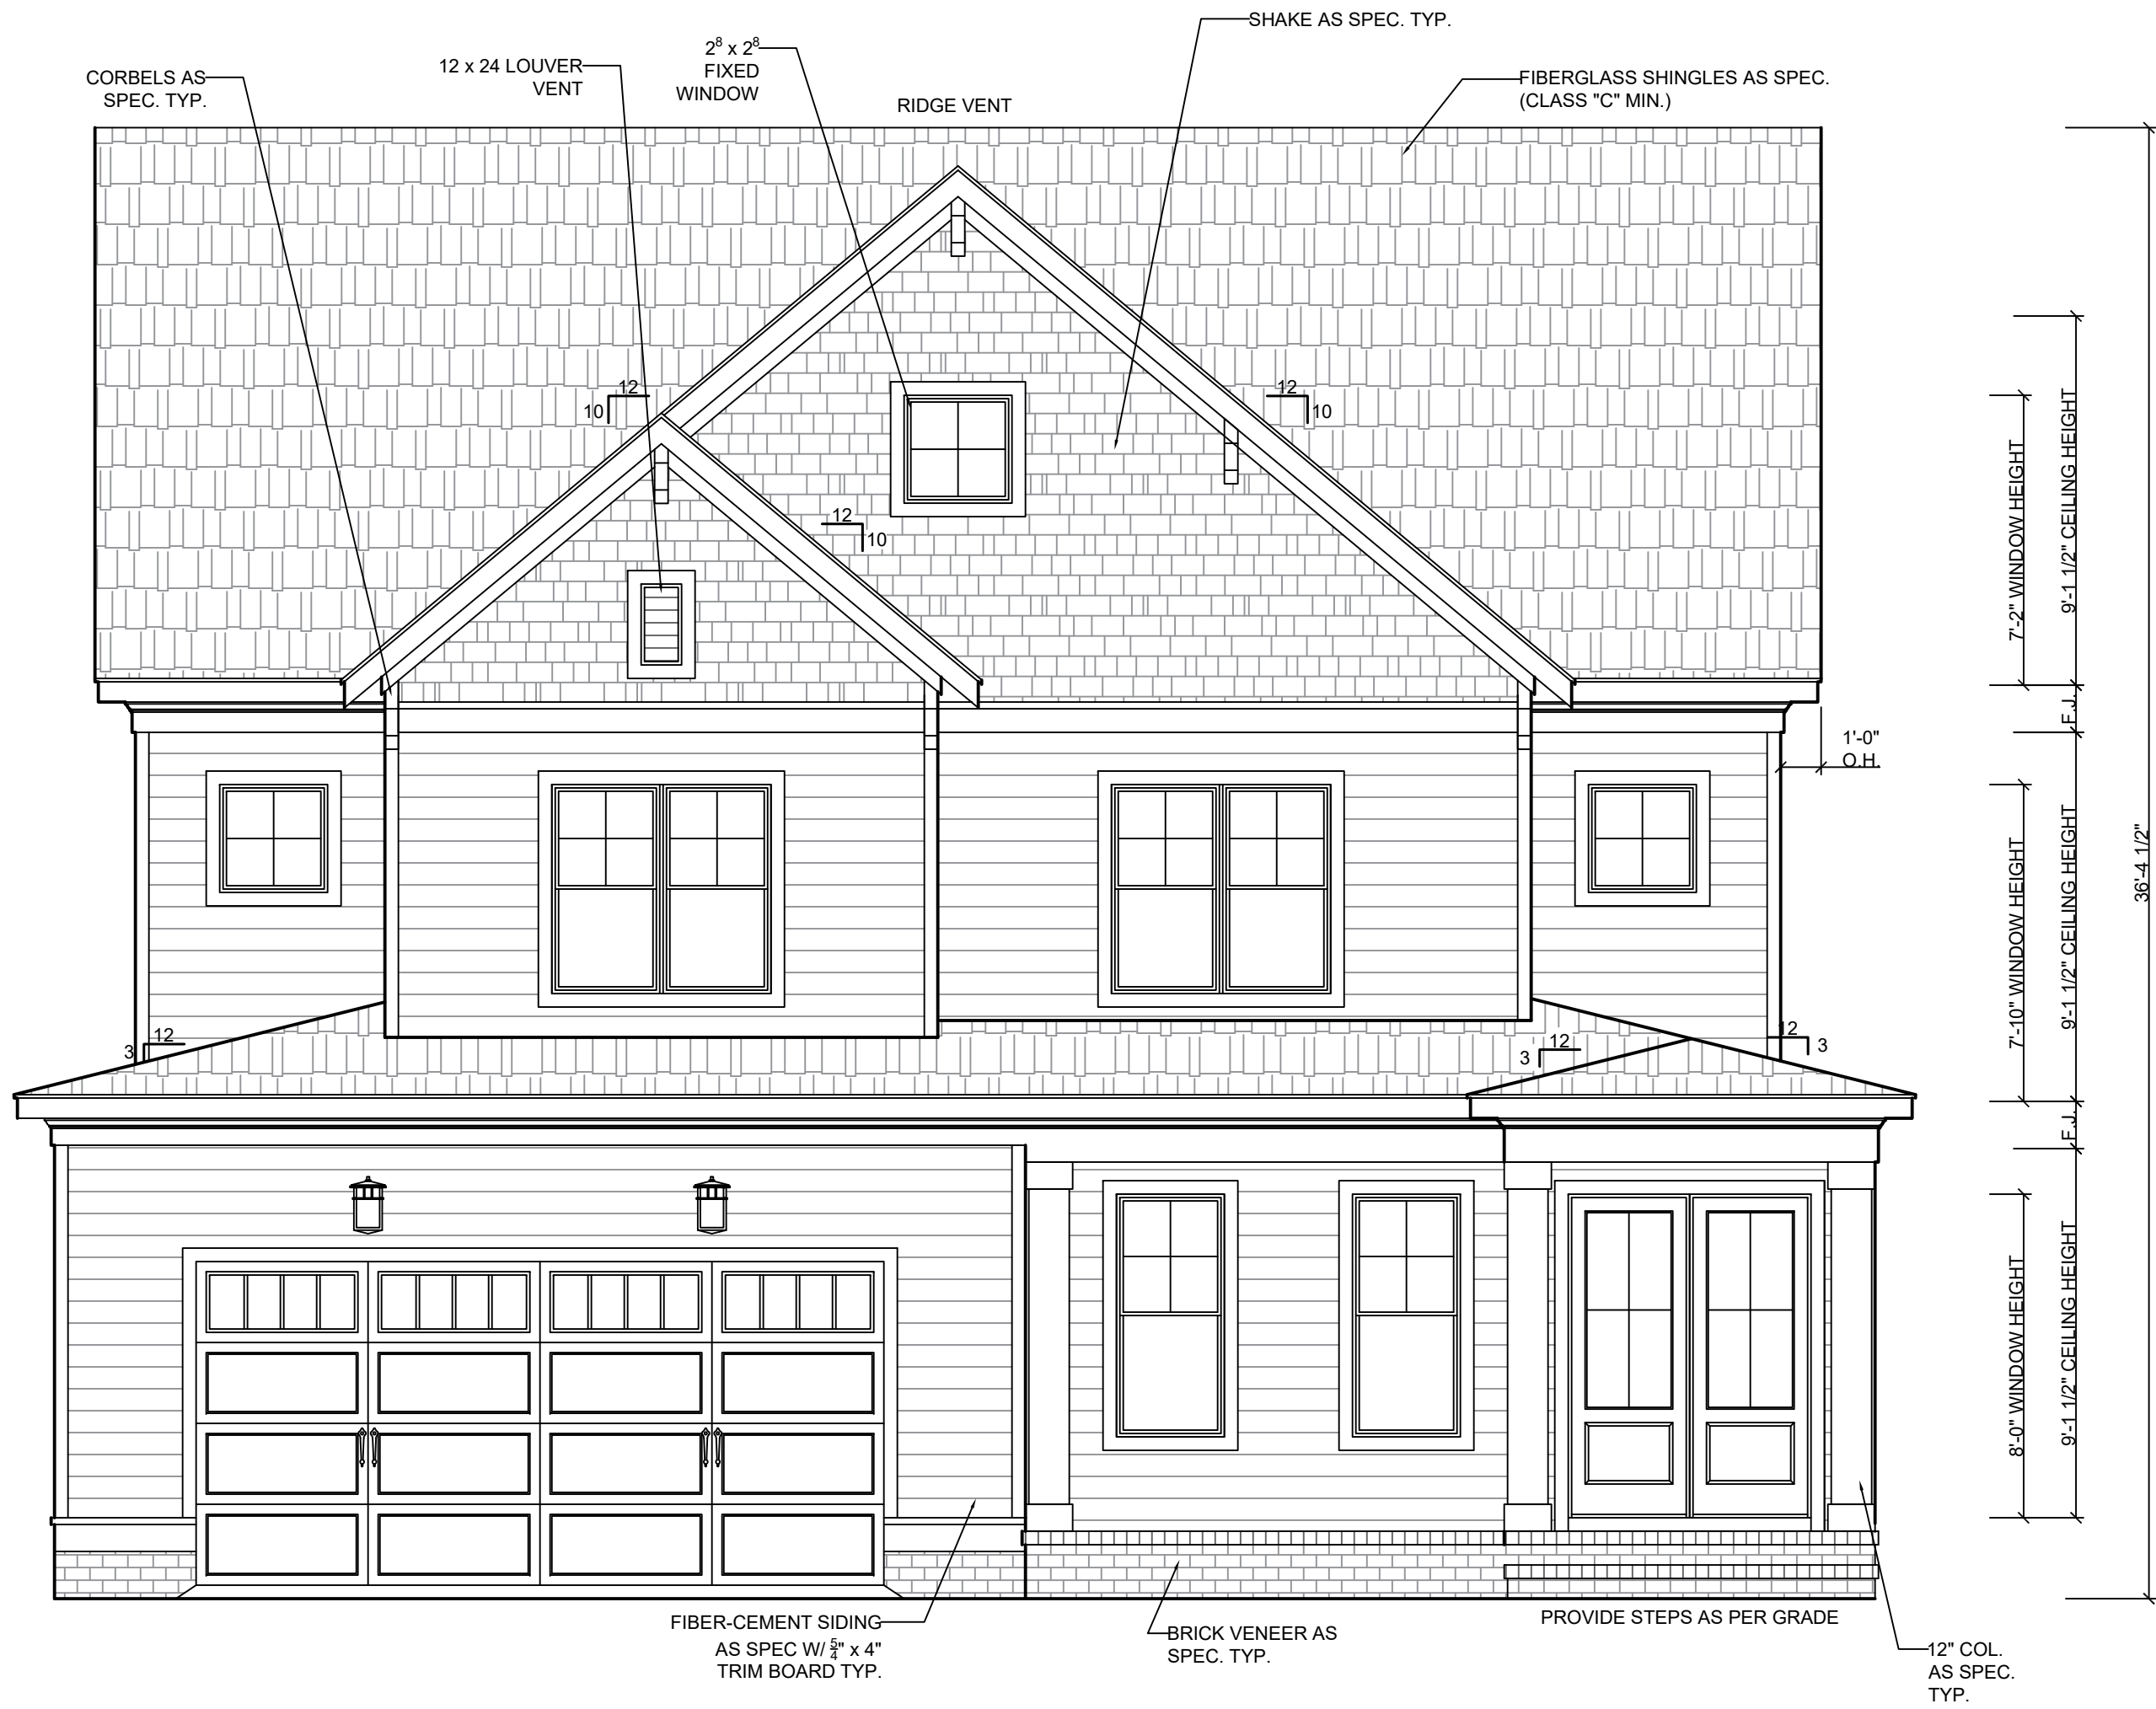 SHAKE AS SPEC. TYP.
2⁸ x 2⁸
FIXED
WINDOW
12 x 24 LOUVER
VENT
CORBELS AS
SPEC. TYP.
FIBERGLASS SHINGLES AS SPEC.
(CLASS "C" MIN.)
RIDGE VENT
12
10
12
10
12
10
7'-2" WINDOW HEIGHT
9'-1 1/2" CEILING HEIGHT
F.J.
1'-0"
O.H.
36'-4 1/2"
7'-10" WINDOW HEIGHT
9'-1 1/2" CEILING HEIGHT
12
3
12
3
12
3
F.J.
8'-0" WINDOW HEIGHT
9'-1 1/2" CEILING HEIGHT
FIBER-CEMENT SIDING
AS SPEC W/ 5/4" x 4"
TRIM BOARD TYP.
BRICK VENEER AS
SPEC. TYP.
PROVIDE STEPS AS PER GRADE
12" COL.
AS SPEC.
TYP.